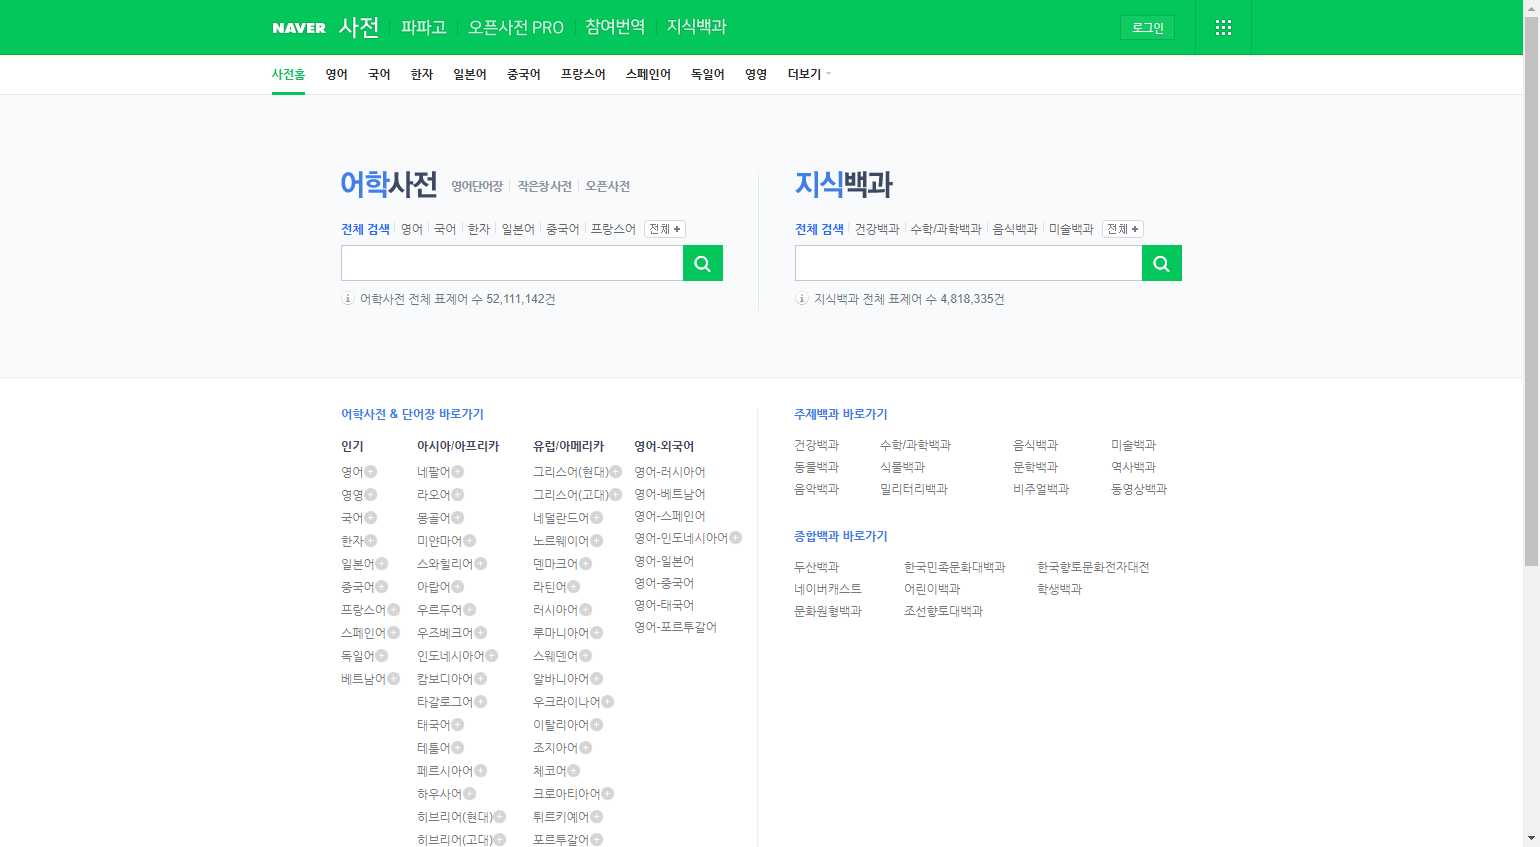 NAVER 사전 파파고 오픈사전 PRO 참여번역 지식백과 로그인
사전홈 영어 국어 한자 일본어 중국어 프랑스어 스페인어 독일어 영영 더보기
어학사전 영어단어장 작은창사전 오픈사전
전체 검색 영어 국어 한자 일본어 중국어 프랑스어 전체 +
어학사전 전체 표제어 수 52,111,142건
지식백과
전체 검색 건강백과 수학/과학백과 음식백과 미술백과 전체 +
지식백과 전체 표제어 수 4,818,335건
어학사전 & 단어장 바로가기
인기
영어
영영
국어
한자
일본어
중국어
프랑스어
스페인어
독일어
베트남어
아시아/아프리카
네팔어
라오어
몽골어
미얀마어
스와힐리어
아랍어
우르두어
우즈베크어
인도네시아어
캄보디아어
타갈로그어
태국어
테툼어
페르시아어
하우사어
히브리어(현대)
히브리어(고대)
유럽/아메리카
그리스어(현대)
그리스어(고대)
네덜란드어
노르웨이어
덴마크어
라틴어
러시아어
루마니아어
스웨덴어
알바니아어
우크라이나어
이탈리아어
조지아어
체코어
크로아티아어
튀르키예어
포르투갈어
영어-외국어
영어-러시아어
영어-베트남어
영어-스페인어
영어-인도네시아어
영어-일본어
영어-중국어
영어-태국어
영어-포르투갈어
주제백과 바로가기
건강백과 수학/과학백과 음식백과 미술백과
동물백과 식물백과 문학백과 역사백과
음악백과 밀리터리백과 비주얼백과 동영상백과
종합백과 바로가기
두산백과 한국민족문화대백과 한국향토문화전자대전
네이버캐스트 어린이백과 학생백과
문화원형백과 조선향토대백과